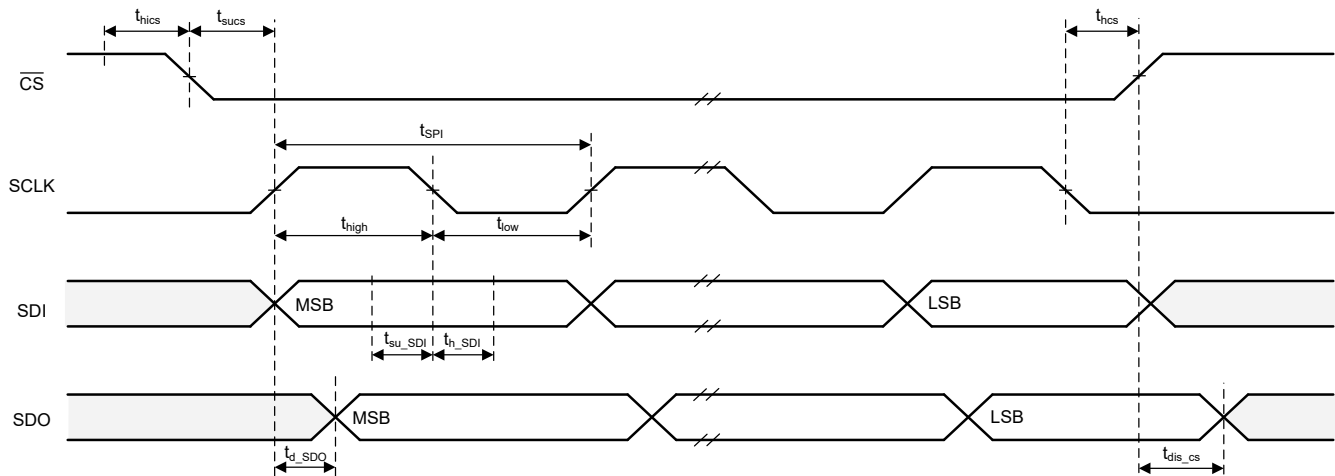 t_hics t_sucs t_hcs
CS
t_SPI
SCLK
t_high t_low
SDI MSB LSB
t_su_SDI t_h_SDI
SDO MSB LSB
t_d_SDO t_dis_cs